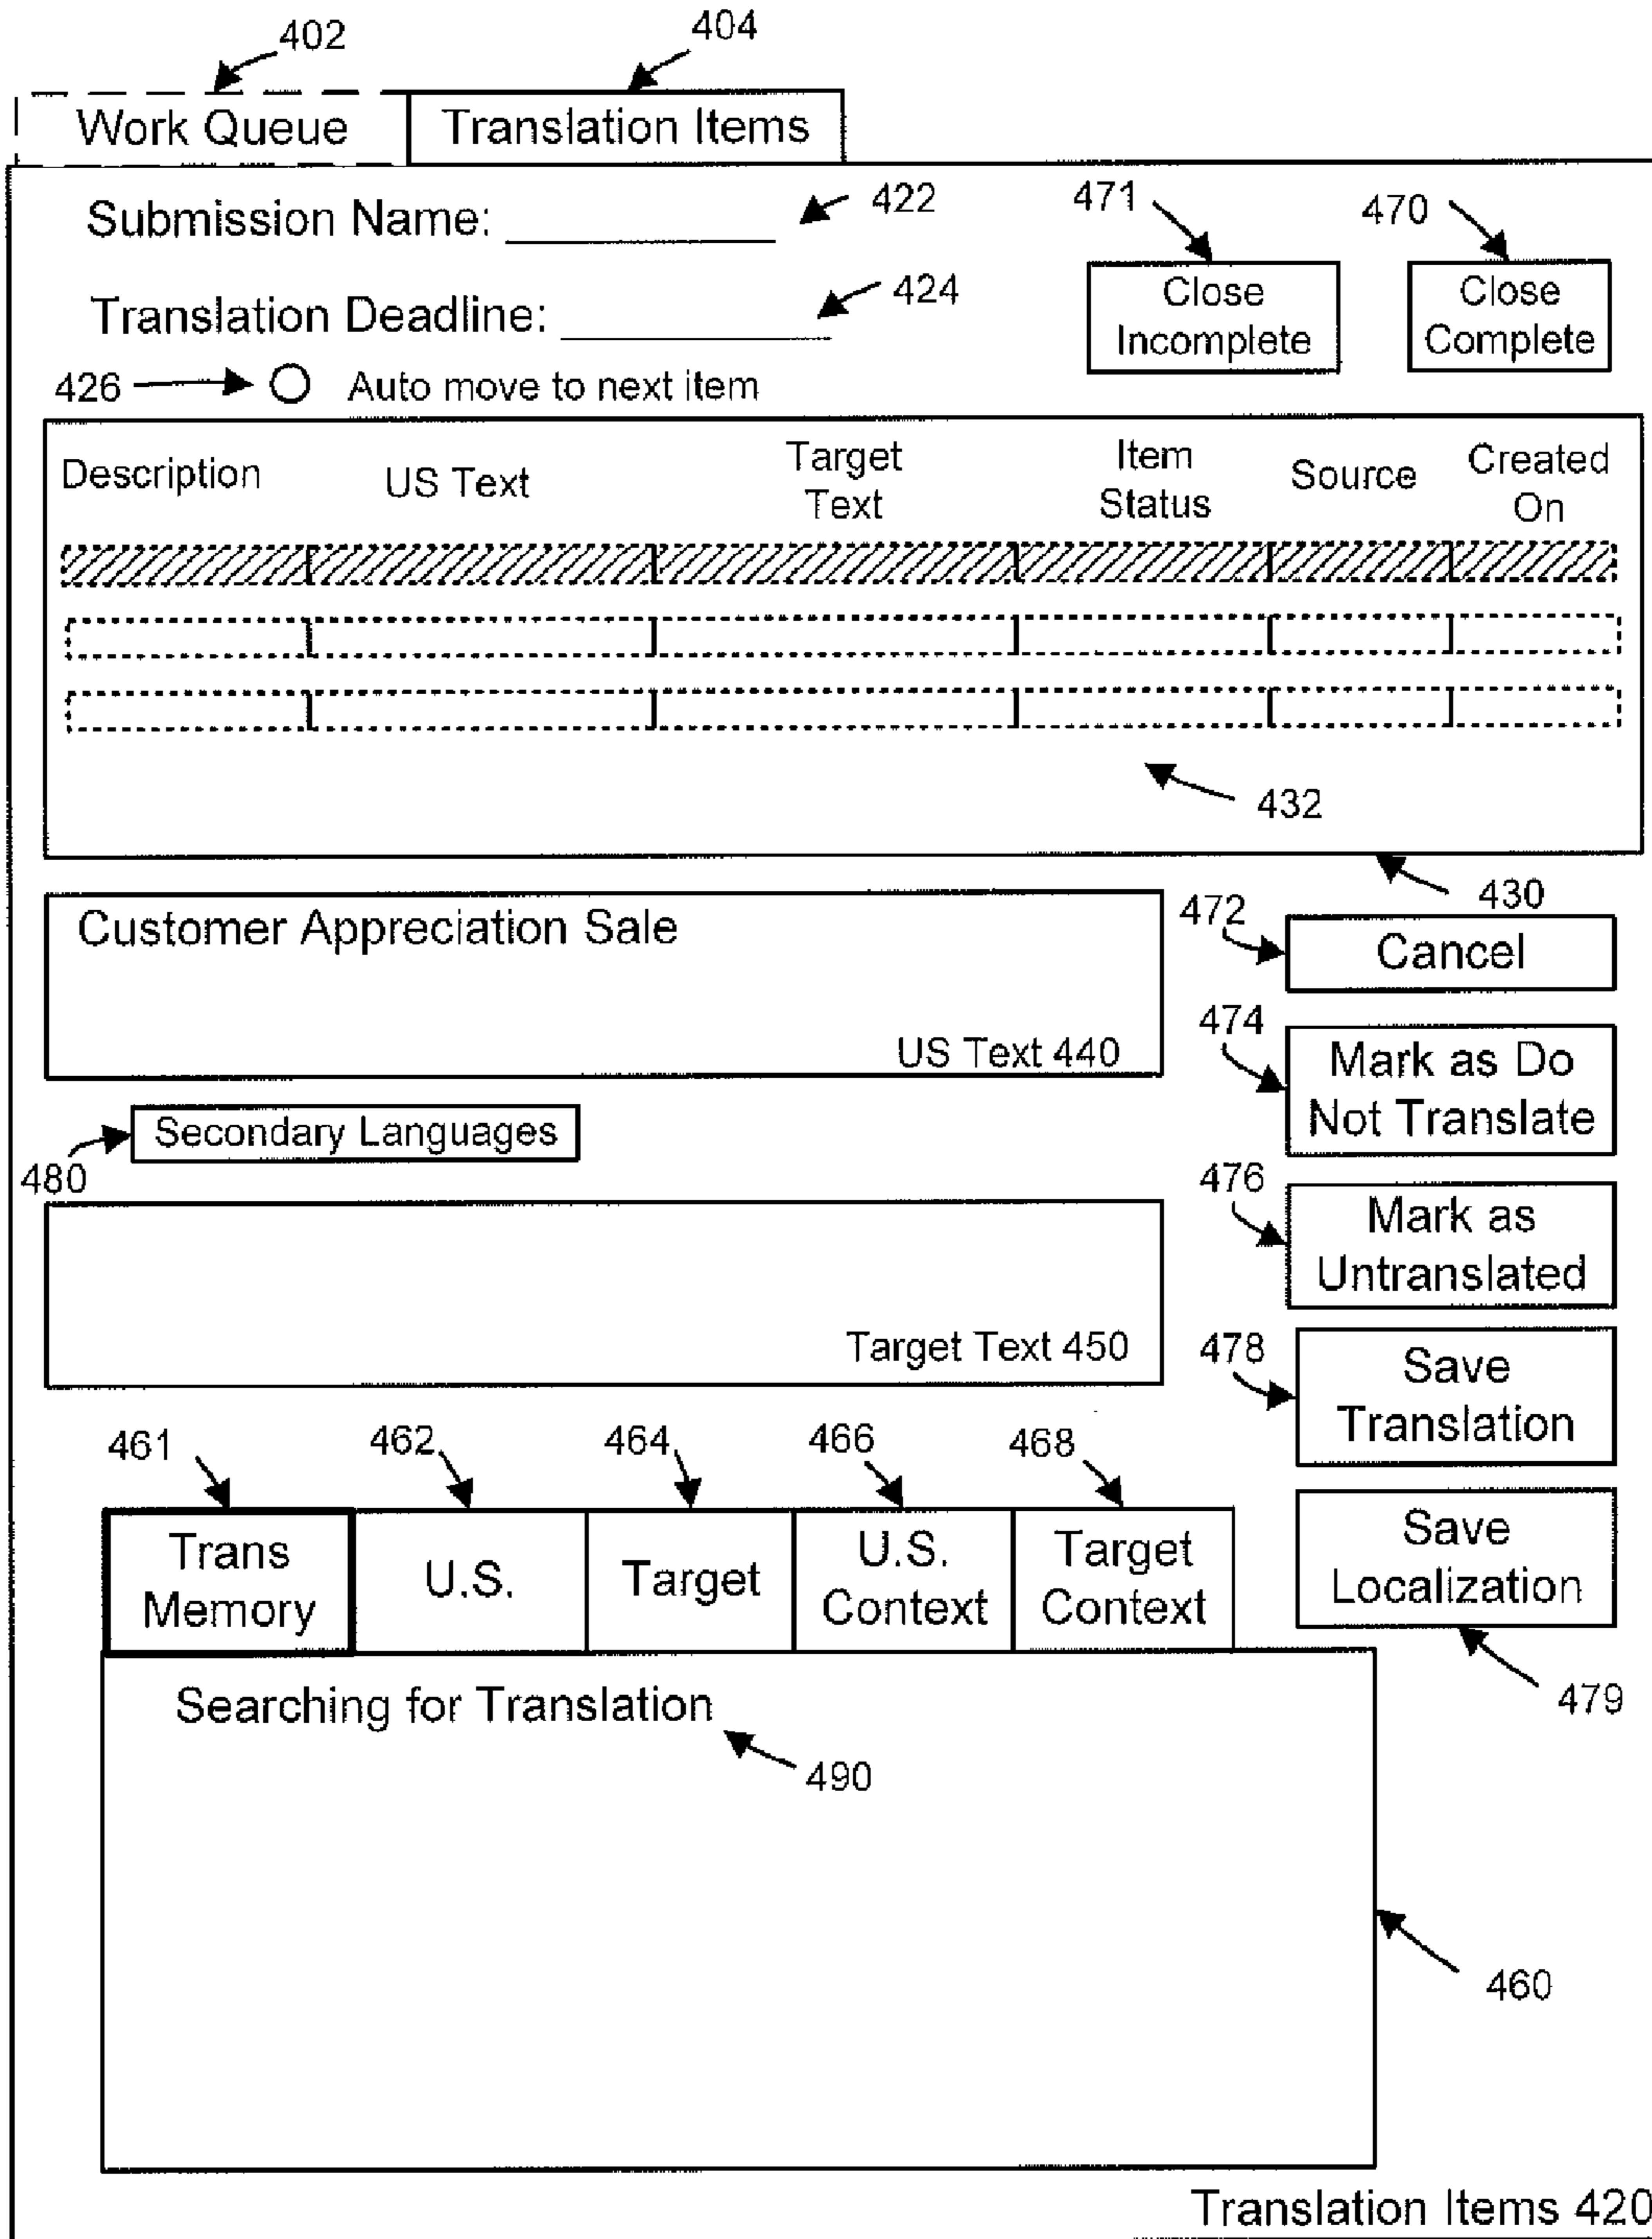 402
404
Work Queue
Translation Items
Submission Name:
422
471
470
Translation Deadline:
424
Close
Incomplete
Close
Complete
426
Auto move to next item
Description
US Text
Target
Text
Item
Status
Source
Created
On
432
430
Customer Appreciation Sale
US Text 440
472
Cancel
474
Mark as Do
Not Translate
Secondary Languages
480
476
Mark as
Untranslated
Target Text 450
478
Save
Translation
461
462
464
466
468
Trans
Memory
U.S.
Target
U.S.
Context
Target
Context
Save
Localization
479
Searching for Translation
490
460
Translation Items 420